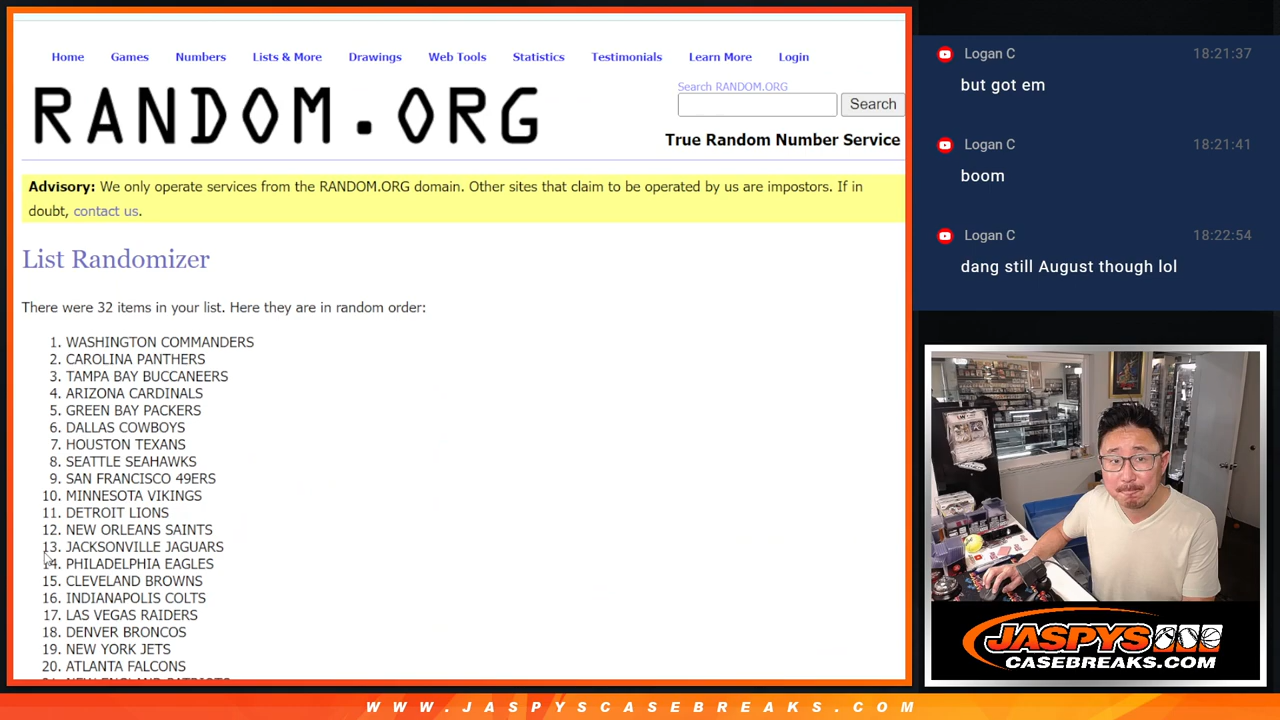 Home Games Numbers Lists & More Drawings Web Tools Statistics Testimonials Learn More Login
RANDOM.ORG
Search RANDOM.ORG
Search
True Random Number Service
Advisory: We only operate services from the RANDOM.ORG domain. Other sites that claim to be operated by us are impostors. If in
doubt, contact us.
List Randomizer
There were 32 items in your list. Here they are in random order:
1. WASHINGTON COMMANDERS
2. CAROLINA PANTHERS
3. TAMPA BAY BUCCANEERS
4. ARIZONA CARDINALS
5. GREEN BAY PACKERS
6. DALLAS COWBOYS
7. HOUSTON TEXANS
8. SEATTLE SEAHAWKS
9. SAN FRANCISCO 49ERS
10. MINNESOTA VIKINGS
11. DETROIT LIONS
12. NEW ORLEANS SAINTS
13. JACKSONVILLE JAGUARS
14. PHILADELPHIA EAGLES
15. CLEVELAND BROWNS
16. INDIANAPOLIS COLTS
17. LAS VEGAS RAIDERS
18. DENVER BRONCOS
19. NEW YORK JETS
20. ATLANTA FALCONS
Logan C 18:21:37
but got em
Logan C 18:21:41
boom
Logan C 18:22:54
dang still August though lol
JASPYS
CASEBREAKS.COM
WWW.JASPYSCASEBREAKS.COM